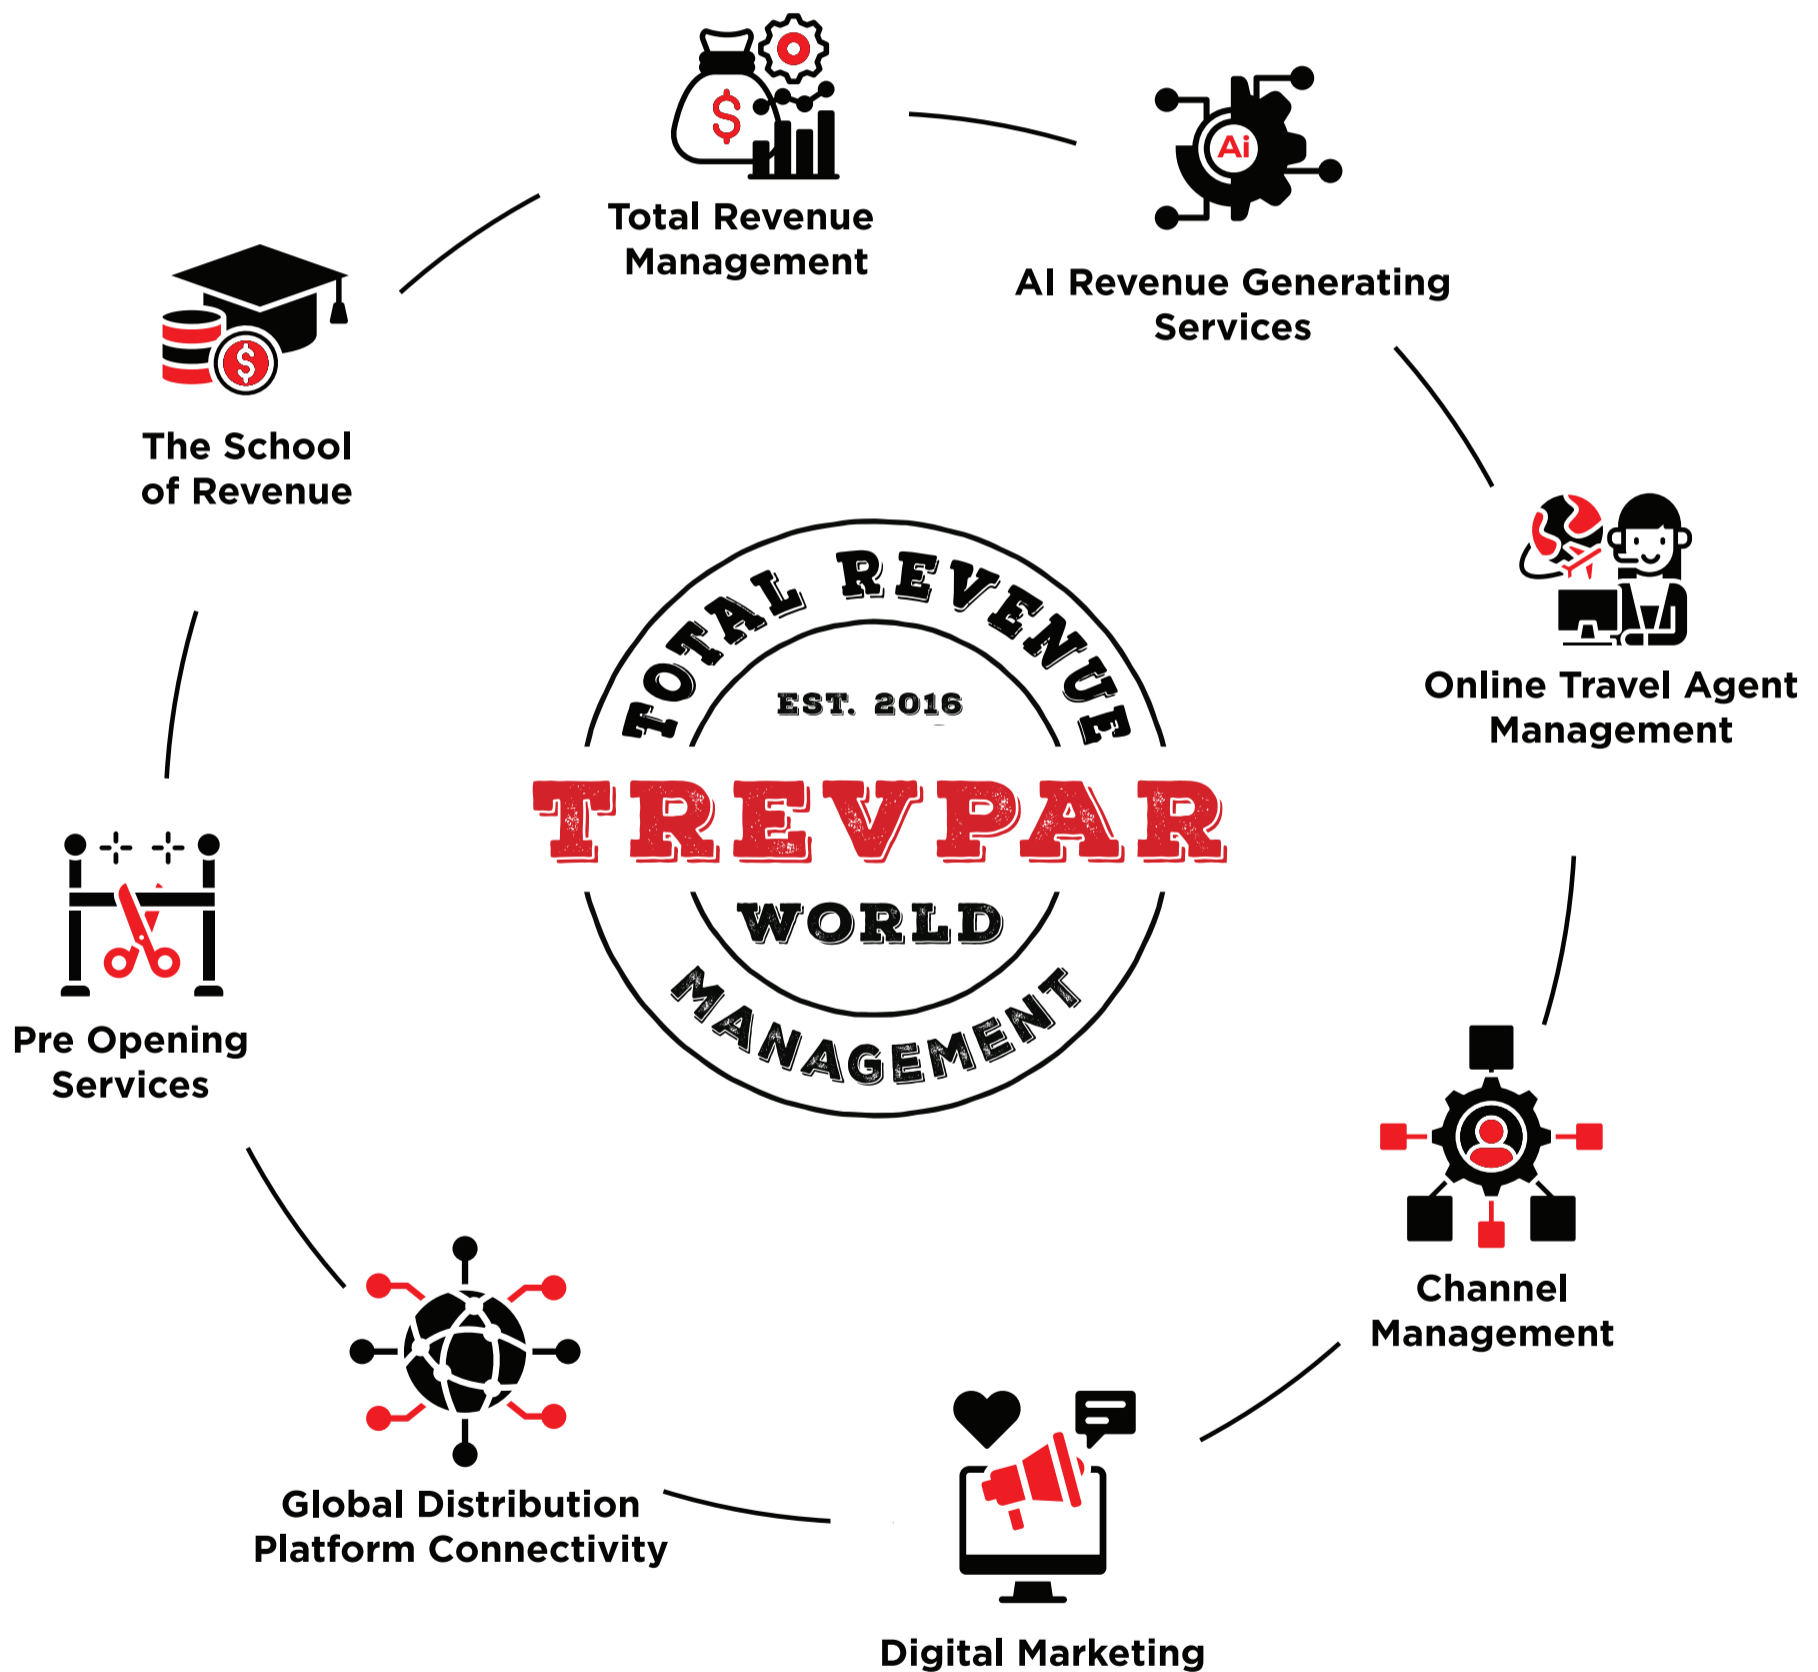 $
Total Revenue
Management
Ai
AI Revenue Generating
Services
$
The School
of Revenue
Online Travel Agent
Management
TOTAL REVENUE
EST. 2016
TREVPAR
WORLD
MANAGEMENT
Pre Opening
Services
Channel
Management
Global Distribution
Platform Connectivity
Digital Marketing